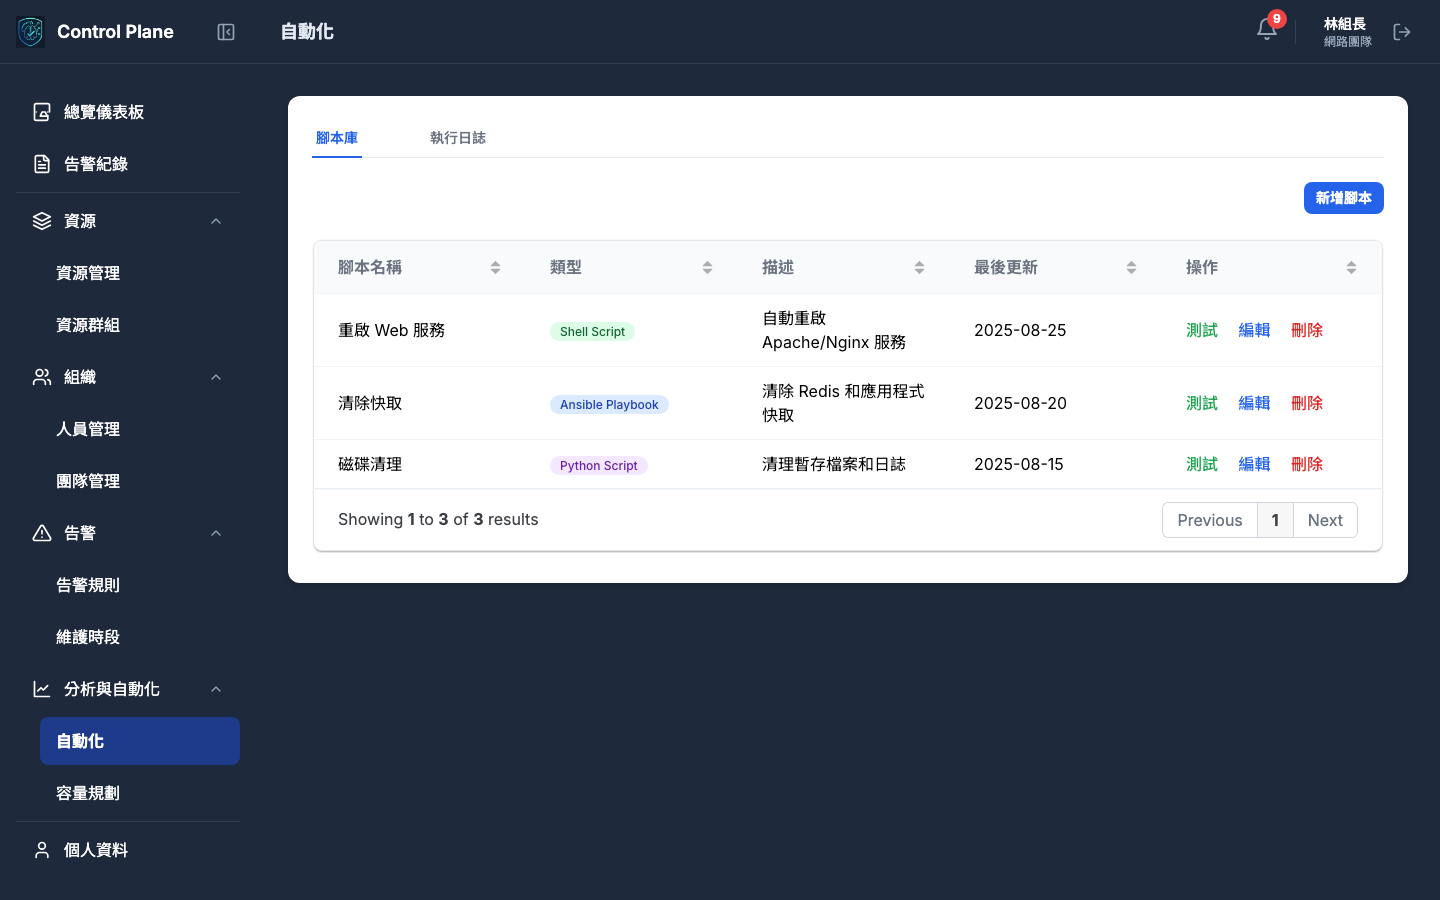 Control Plane
自動化
9
林組長
網路團隊
總覽儀表板
告警紀錄
資源
資源管理
資源群組
組織
人員管理
團隊管理
告警
告警規則
維護時段
分析與自動化
自動化
容量規劃
個人資料
腳本庫 執行日誌
新增腳本
腳本名稱 類型 描述 最後更新 操作
重啟 Web 服務 Shell Script 自動重啟 Apache/Nginx 服務 2025-08-25 測試 編輯 刪除
清除快取 Ansible Playbook 清除 Redis 和應用程式快取 2025-08-20 測試 編輯 刪除
磁碟清理 Python Script 清理暫存檔案和日誌 2025-08-15 測試 編輯 刪除
Showing 1 to 3 of 3 results
Previous 1 Next